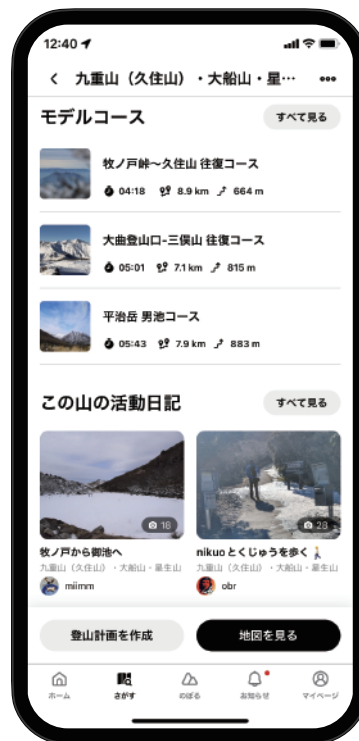 12:40
九重山（久住山）・大船山・星…
モデルコース
すべて見る
牧ノ戸峠～久住山 往復コース
04:18 8.9 km 664 m
大曲登山口-三俣山 往復コース
05:01 7.1 km 815 m
平治岳 男池コース
05:43 7.9 km 883 m
この山の活動日記
すべて見る
18
28
牧ノ戸から御池へ
九重山（久住山）・大船山・星生山
miimm
nikuoとくじゅうを歩く
九重山（久住山）・大船山・星生山
obr
登山計画を作成
地図を見る
ホーム
さがす
のぼる
お知らせ
マイページ